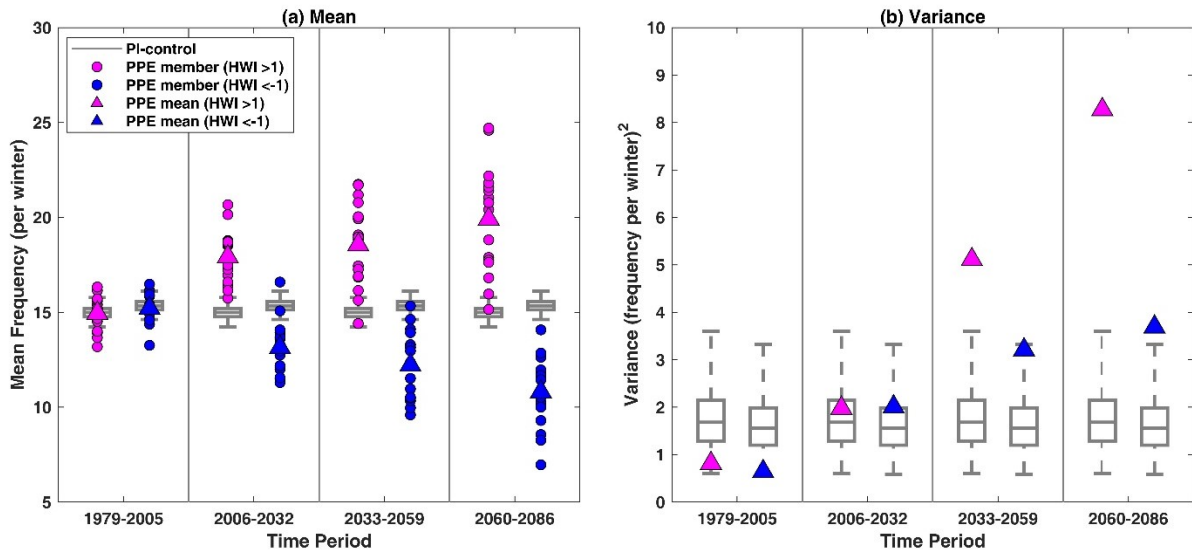 (a) Mean
30
25
20
15
10
5
Mean Frequency (per winter)
PI-control
PPE member (HWI >1)
PPE member (HWI <-1)
PPE mean (HWI >1)
PPE mean (HWI <-1)
1979-2005
2006-2032
2033-2059
2060-2086
Time Period
(b) Variance
10
9
8
7
6
5
4
3
2
1
0
Variance (frequency per winter)²
1979-2005
2006-2032
2033-2059
2060-2086
Time Period